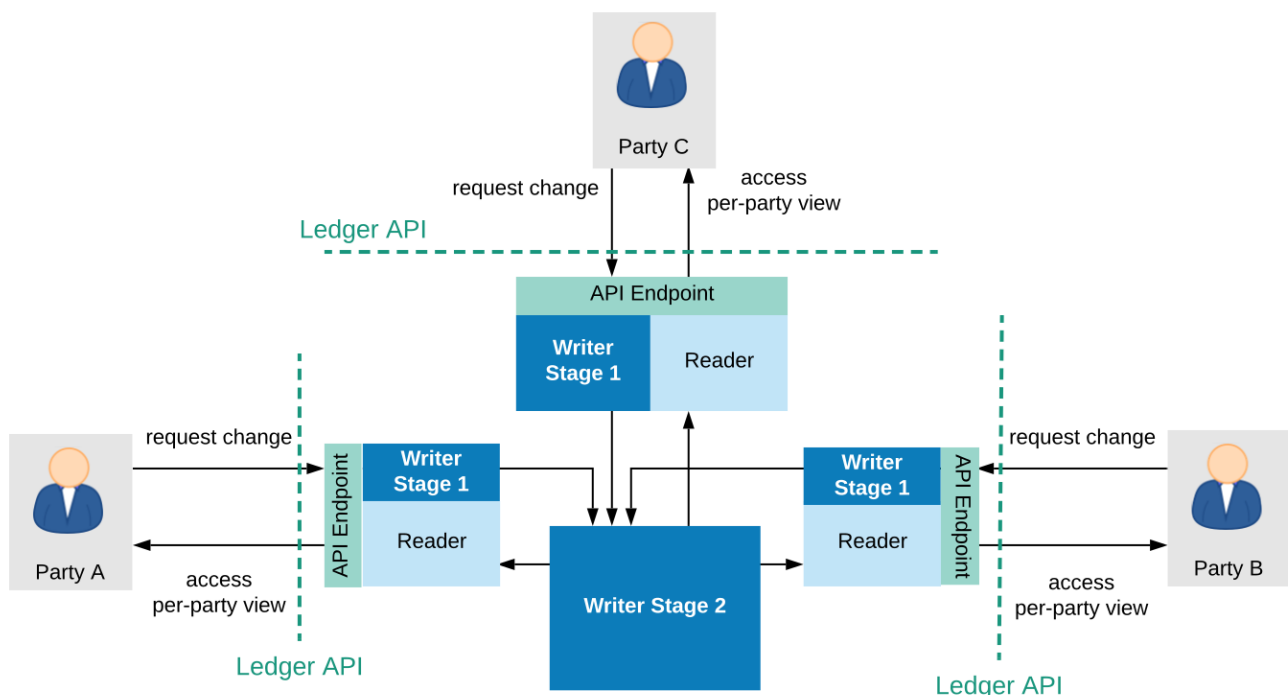 Party C
request change
access
per-party view
Ledger API
API Endpoint
Writer
Stage 1
Reader
request change
API Endpoint
Writer
Stage 1
Reader
Party A
access
per-party view
Ledger API
Writer Stage 2
Writer
Stage 1
Reader
API Endpoint
request change
Party B
access
per-party view
Ledger API